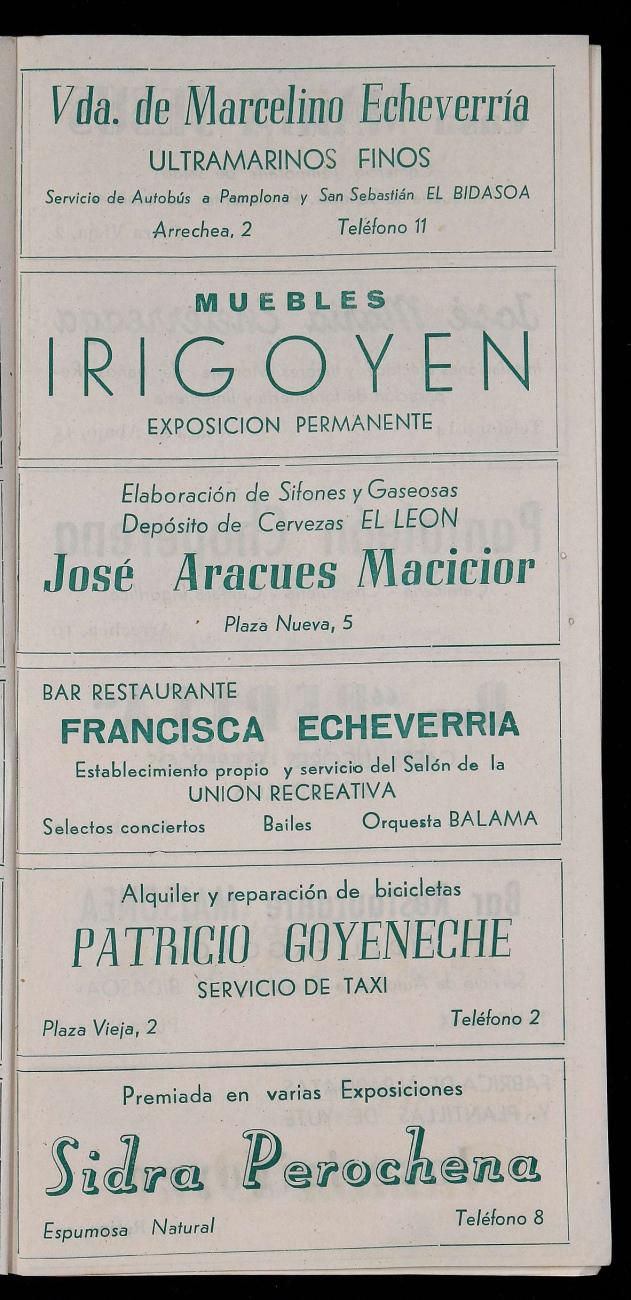 Vda. de Marcelino Echeverría
ULTRAMARINOS FINOS
Servicio de Autobús a Pamplona y San Sebastián EL BIDASOA
Arrechea, 2 Teléfono 11
MUEBLES
IRIGOYEN
EXPOSICION PERMANENTE
Elaboración de Sifones y Gaseosas
Depósito de Cervezas EL LEON
José Aracues Macicior
Plaza Nueva, 5
BAR RESTAURANTE
FRANCISCA ECHEVERRIA
Establecimiento propio y servicio del Salón de la
UNION RECREATIVA
Selectos conciertos Bailes Orquesta BALAMA
Alquiler y reparación de bicicletas
PATRICIO GOYENECHE
SERVICIO DE TAXI
Plaza Vieja, 2 Teléfono 2
Premiada en varias Exposiciones
Sidra Perochena
Espumosa Natural Teléfono 8